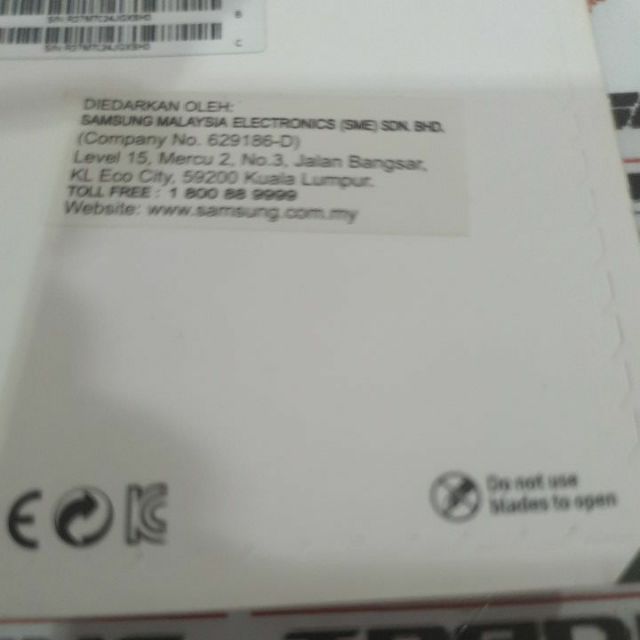 B
C
DIEDARKAN OLEH:
SAMSUNG MALAYSIA ELECTRONICS (SME) SDN. BHD.
(Company No. 629186-D)
Level 15, Mercu 2, No.3, Jalan Bangsar,
KL Eco City, 59200 Kuala Lumpur.
TOLL FREE : 1 800 88 9999
Website: www.samsung.com.my
CE
Do not use
blades to open